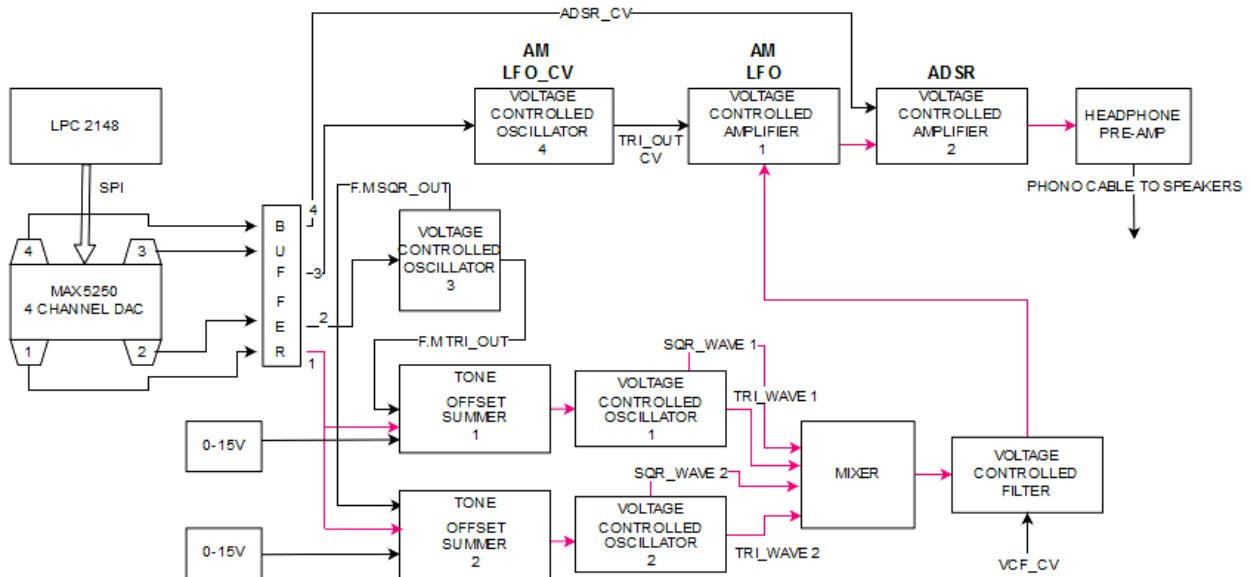 ADSR_CV
AM
LFO_CV
AM
LFO
ADSR
LPC 2148
VOLTAGE
CONTROLLED
OSCILLATOR
4
VOLTAGE
CONTROLLED
AMPLIFIER
1
VOLTAGE
CONTROLLED
AMPLIFIER
2
HEADPHONE
PRE-AMP
TRI_OUT
CV
SPI
PHONO CABLE TO SPEAKERS
F.M SQR_OUT
4
3
MAX5250
4 CHANNEL DAC
1
2
B
U
F
F
E
R
4
3
2
1
VOLTAGE
CONTROLLED
OSCILLATOR
3
F.M TRI_OUT
SQR_WAVE 1
TRI_WAVE 1
TONE
OFFSET
SUMMER
1
VOLTAGE
CONTROLLED
OSCILLATOR
1
0-15V
MIXER
VOLTAGE
CONTROLLED
FILTER
SQR_WAVE 2
TONE
OFFSET
SUMMER
2
VOLTAGE
CONTROLLED
OSCILLATOR
2
TRI_WAVE 2
0-15V
VCF_CV